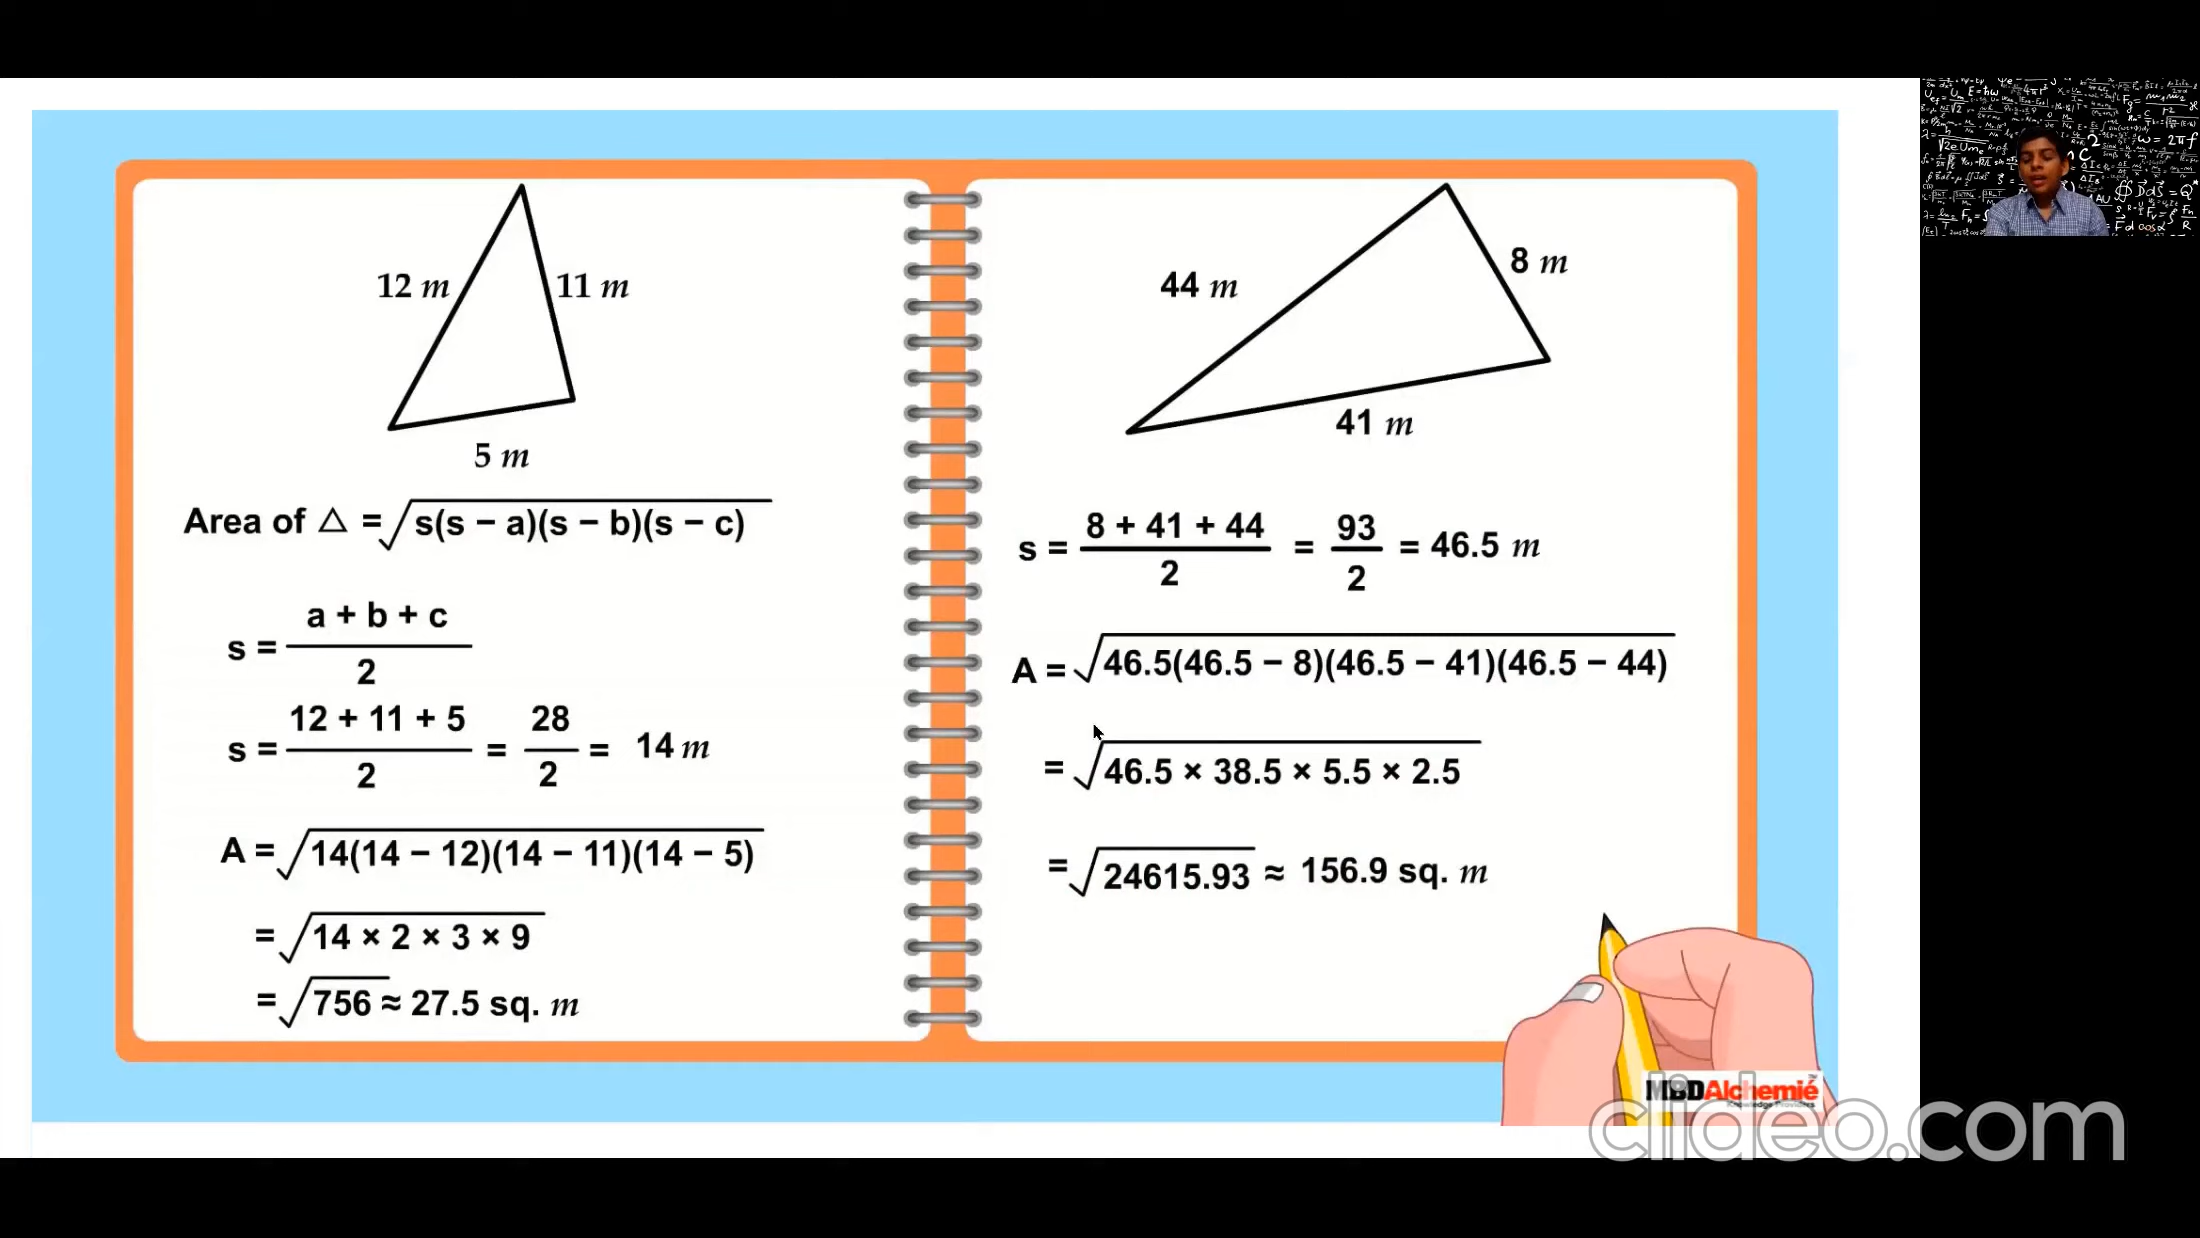 12 m
11 m
5 m
Area of △ = √s(s − a)(s − b)(s − c)
s = a + b + c / 2
s = 12 + 11 + 5 / 2 = 28 / 2 = 14 m
A = √14(14 − 12)(14 − 11)(14 − 5)
= √14 × 2 × 3 × 9
= √756 ≈ 27.5 sq. m
44 m
8 m
41 m
s = 8 + 41 + 44 / 2 = 93 / 2 = 46.5 m
A = √46.5(46.5 − 8)(46.5 − 41)(46.5 − 44)
= √46.5 × 38.5 × 5.5 × 2.5
= √24615.93 ≈ 156.9 sq. m
MBDAlchemié
Knowledge Providers
clideo.com